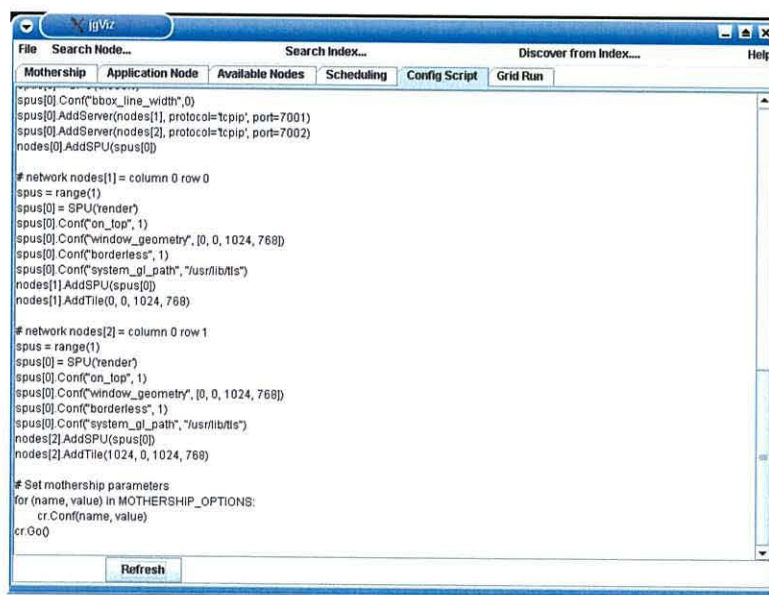 jgViz
File Search Node... Search Index... Discover from Index.... Help
Mothership Application Node Available Nodes Scheduling Config Script Grid Run
spus[0].Conf("bbox_line_width",0)
spus[0].AddServer(nodes[1], protocol='tcpip', port=7001)
spus[0].AddServer(nodes[2], protocol='tcpip', port=7002)
nodes[0].AddSPU(spus[0])
# network nodes[1] = column 0 row 0
spus = range(1)
spus[0] = SPU('render')
spus[0].Conf("on_top", 1)
spus[0].Conf("window_geometry", [0, 0, 1024, 768])
spus[0].Conf("borderless", 1)
spus[0].Conf("system_gl_path", "/usr/lib/tls")
nodes[1].AddSPU(spus[0])
nodes[1].AddTile(0, 0, 1024, 768)
# network nodes[2] = column 0 row 1
spus = range(1)
spus[0] = SPU('render')
spus[0].Conf("on_top", 1)
spus[0].Conf("window_geometry", [0, 0, 1024, 768])
spus[0].Conf("borderless", 1)
spus[0].Conf("system_gl_path", "/usr/lib/tls")
nodes[2].AddSPU(spus[0])
nodes[2].AddTile(1024, 0, 1024, 768)
# Set mothership parameters
for (name, value) in MOTHERSHIP_OPTIONS:
cr.Conf(name, value)
cr.Go()
Refresh